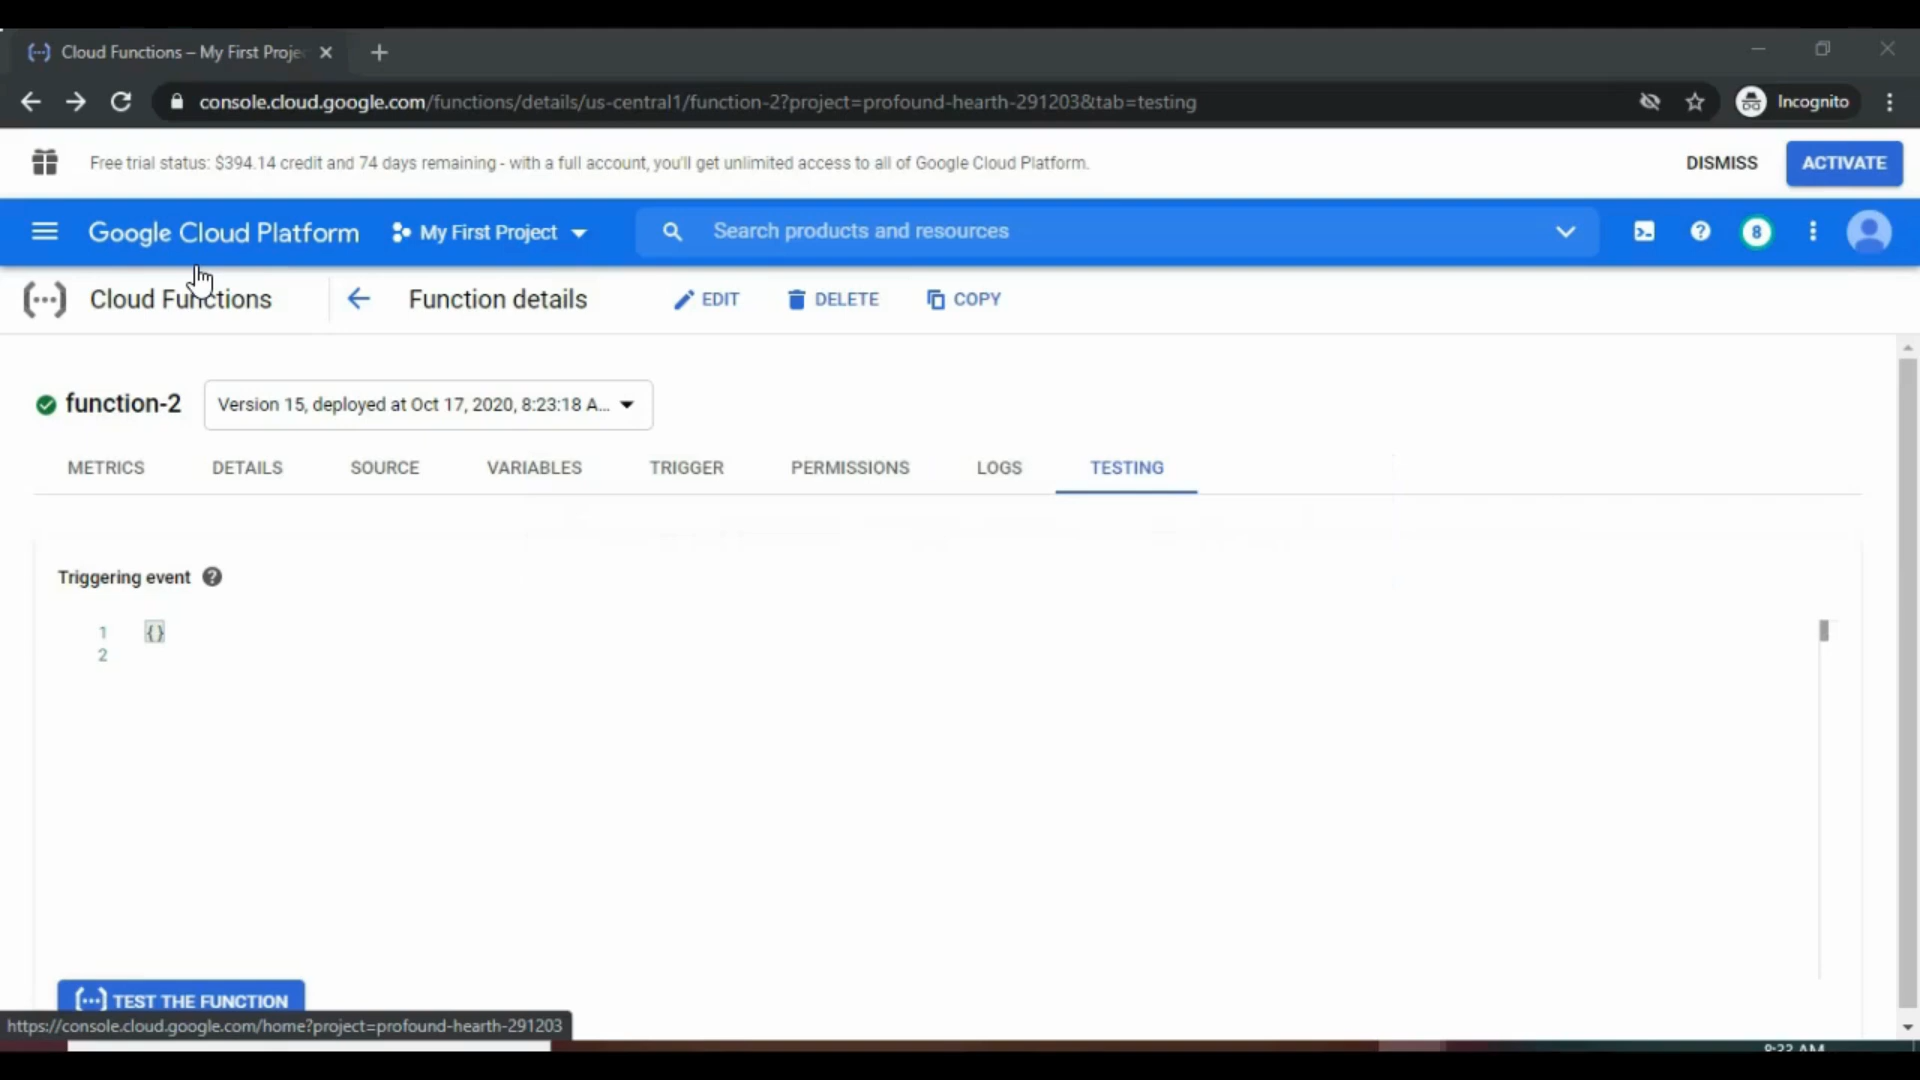 Cloud Functions – My First Proje
console.cloud.google.com/functions/details/us-central1/function-2?project=profound-hearth-291203&tab=testing
Incognito
Free trial status: $394.14 credit and 74 days remaining - with a full account, you'll get unlimited access to all of Google Cloud Platform.
DISMISS
ACTIVATE
Google Cloud Platform
My First Project
Search products and resources
8
Cloud Functions
Function details
EDIT
DELETE
COPY
function-2
Version 15, deployed at Oct 17, 2020, 8:23:18 A...
METRICS
DETAILS
SOURCE
VARIABLES
TRIGGER
PERMISSIONS
LOGS
TESTING
Triggering event
1 {}
2
TEST THE FUNCTION
https://console.cloud.google.com/home?project=profound-hearth-291203